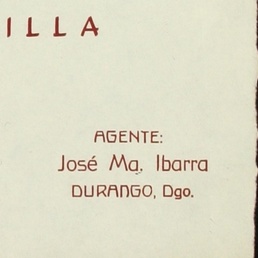 ILLA
AGENTE:
José Ma. Ibarra
DURANGO, Dgo.